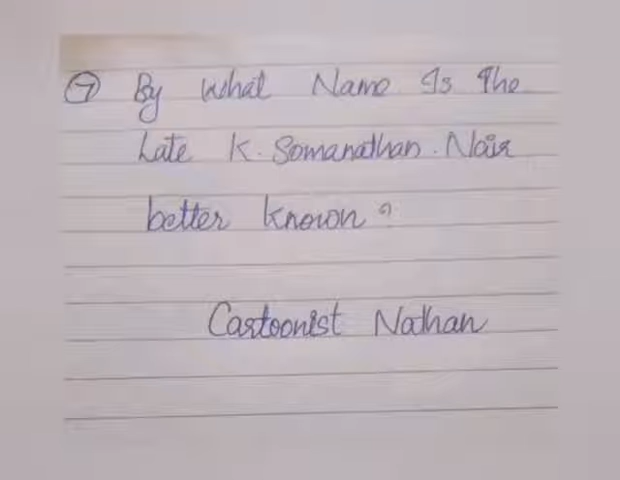 ⑦ By What Name Is The
Late K. Somanathan. Nair
better known?
Cartoonist Nathan